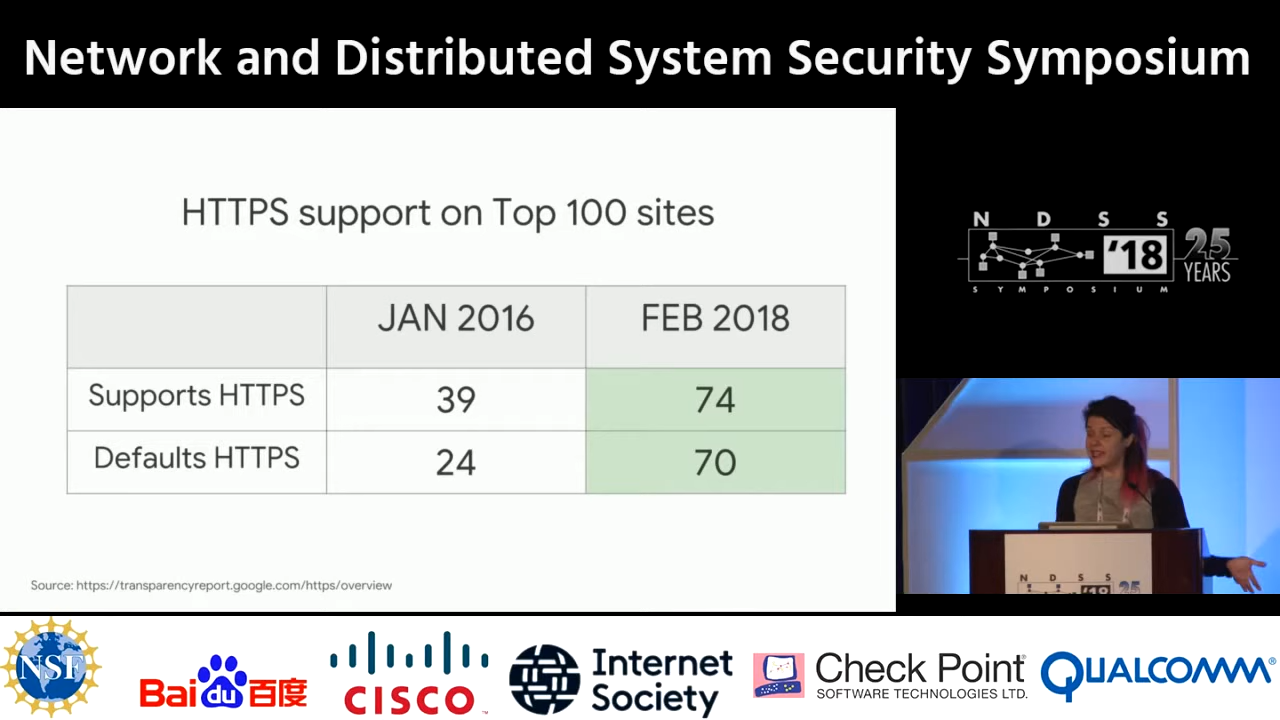 Network and Distributed System Security Symposium
HTTPS support on Top 100 sites
JAN 2016 FEB 2018
Supports HTTPS 39 74
Defaults HTTPS 24 70
Source: https://transparencyreport.google.com/https/overview
N D S S
'18
25
YEARS
S Y M P O S I U M
N D S S
'18 25
NSF
Baidu百度
CISCO
Internet
Society
Check Point
SOFTWARE TECHNOLOGIES LTD.
QUALCOMM®